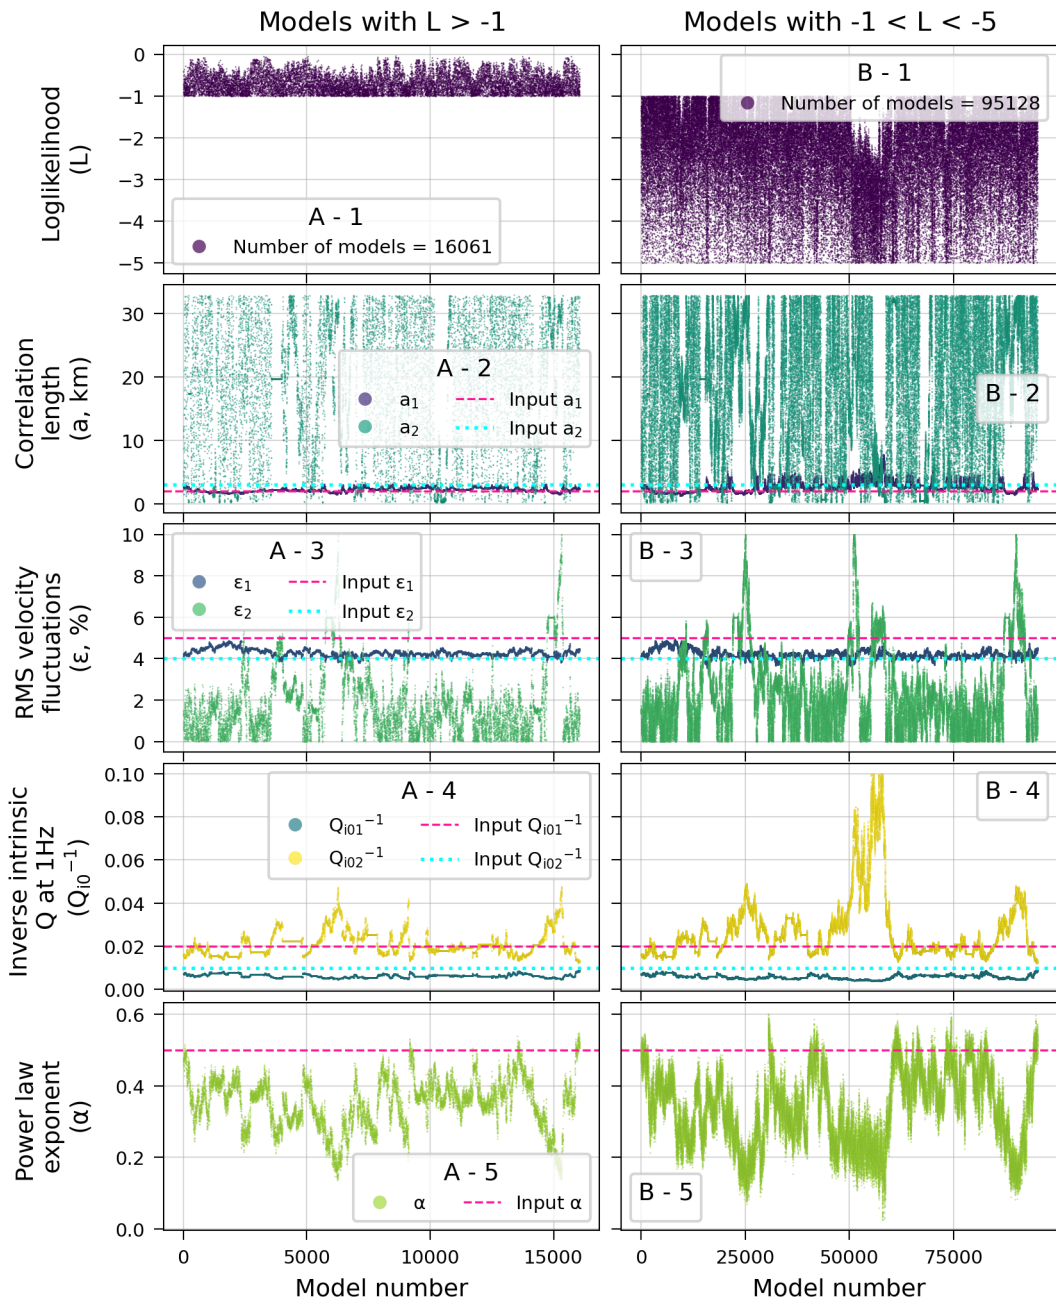 Models with L > -1
Models with -1 < L < -5
Loglikelihood
(L)
0
−1
−2
−3
−4
−5
A - 1
Number of models = 16061
B - 1
Number of models = 95128
Correlation
length
(a, km)
30
20
10
0
A - 2
a₁ Input a₁
a₂ Input a₂
B - 2
RMS velocity
fluctuations
(ε, %)
10
8
6
4
2
0
A - 3
ε₁ Input ε₁
ε₂ Input ε₂
B - 3
Inverse intrinsic
Q at 1Hz
(Qᵢ₀⁻¹)
0.10
0.08
0.06
0.04
0.02
0.00
A - 4
Qᵢ₀₁⁻¹ Input Qᵢ₀₁⁻¹
Qᵢ₀₂⁻¹ Input Qᵢ₀₂⁻¹
B - 4
Power law
exponent
(α)
0.6
0.4
0.2
0.0
A - 5
α Input α
B - 5
0 5000 10000 15000
0 25000 50000 75000
Model number
Model number